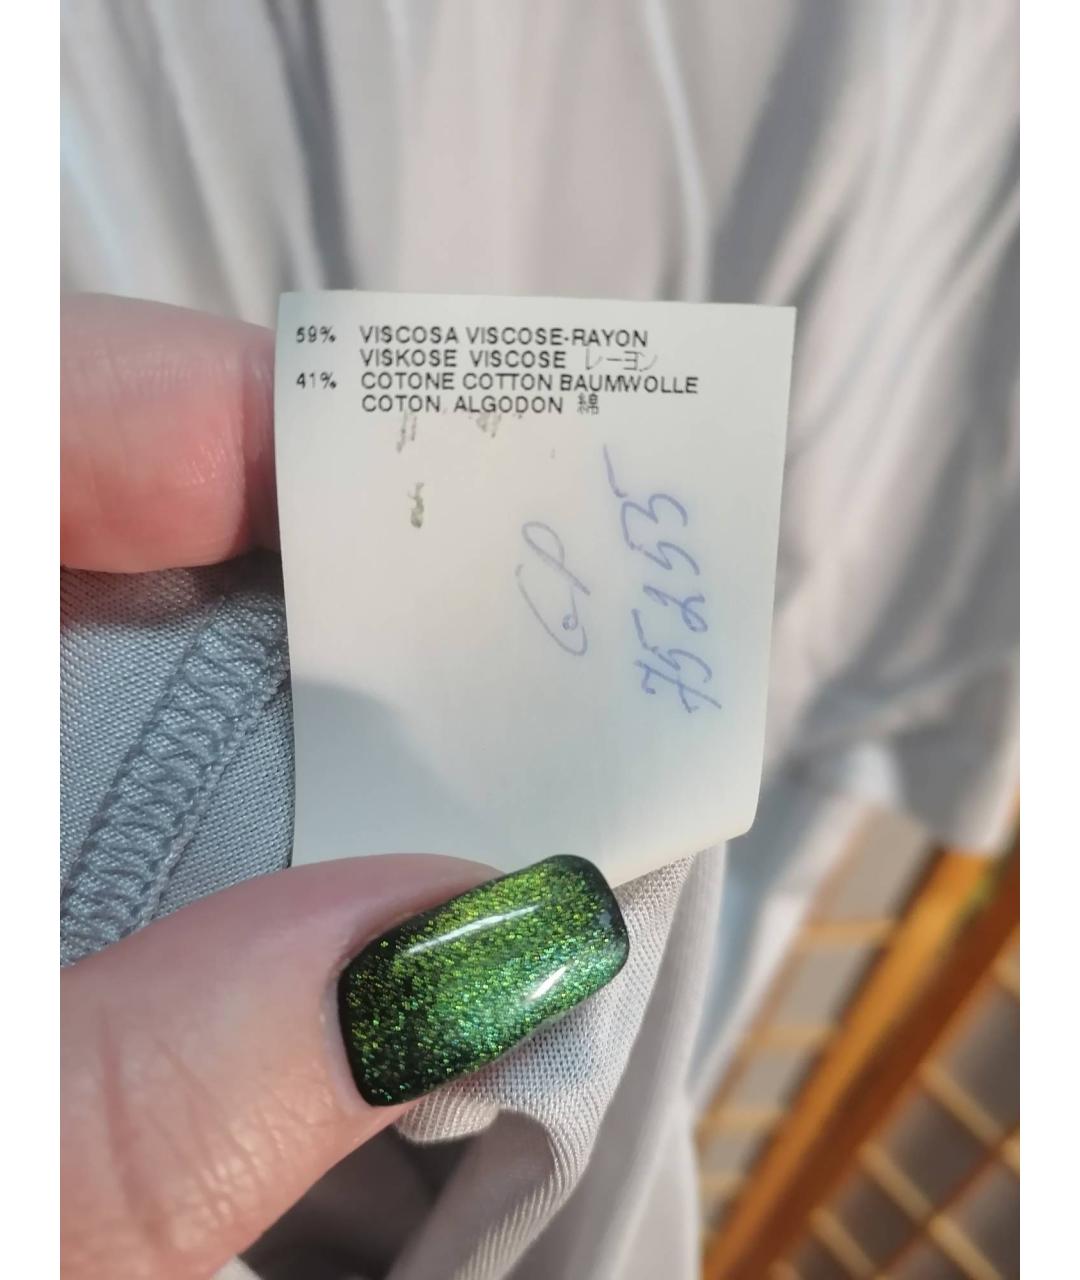 59% VISCOSA VISCOSE-RAYON
VISKOSE VISCOSE レーヨン
41% COTONE COTTON BAUMWOLLE
COTON ALGODON 綿